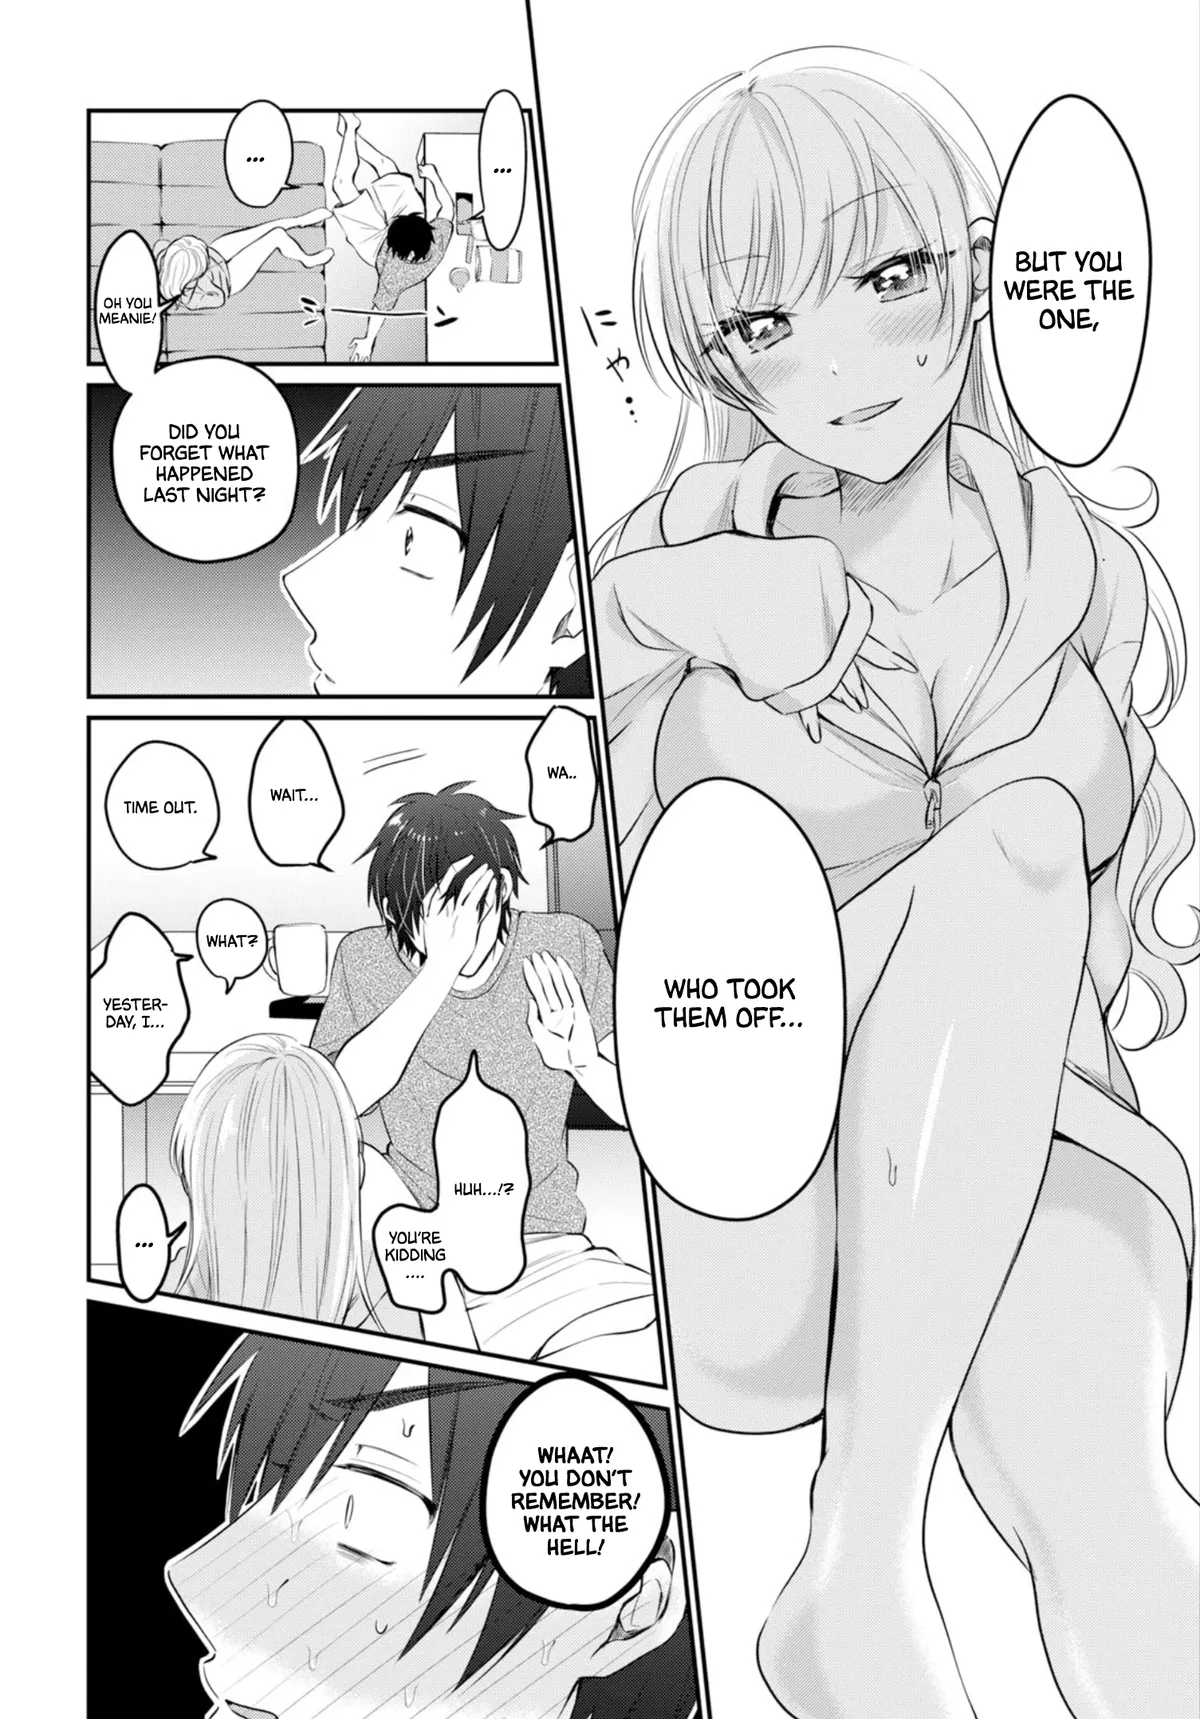 BUT YOU
WERE THE
ONE,
にゃ…
WHO TOOK
THEM OFF...
...
...
ン
OH YOU
MEANIE!
DID YOU
FORGET WHAT
HAPPENED
LAST NIGHT?
WA..
WAIT...
TIME OUT.
WHAT?
YESTER-
DAY, I...
HUH...!?
YOU'RE
KIDDING
....
...
WHAAT!
YOU DON'T
REMEMBER!
WHAT THE
HELL!